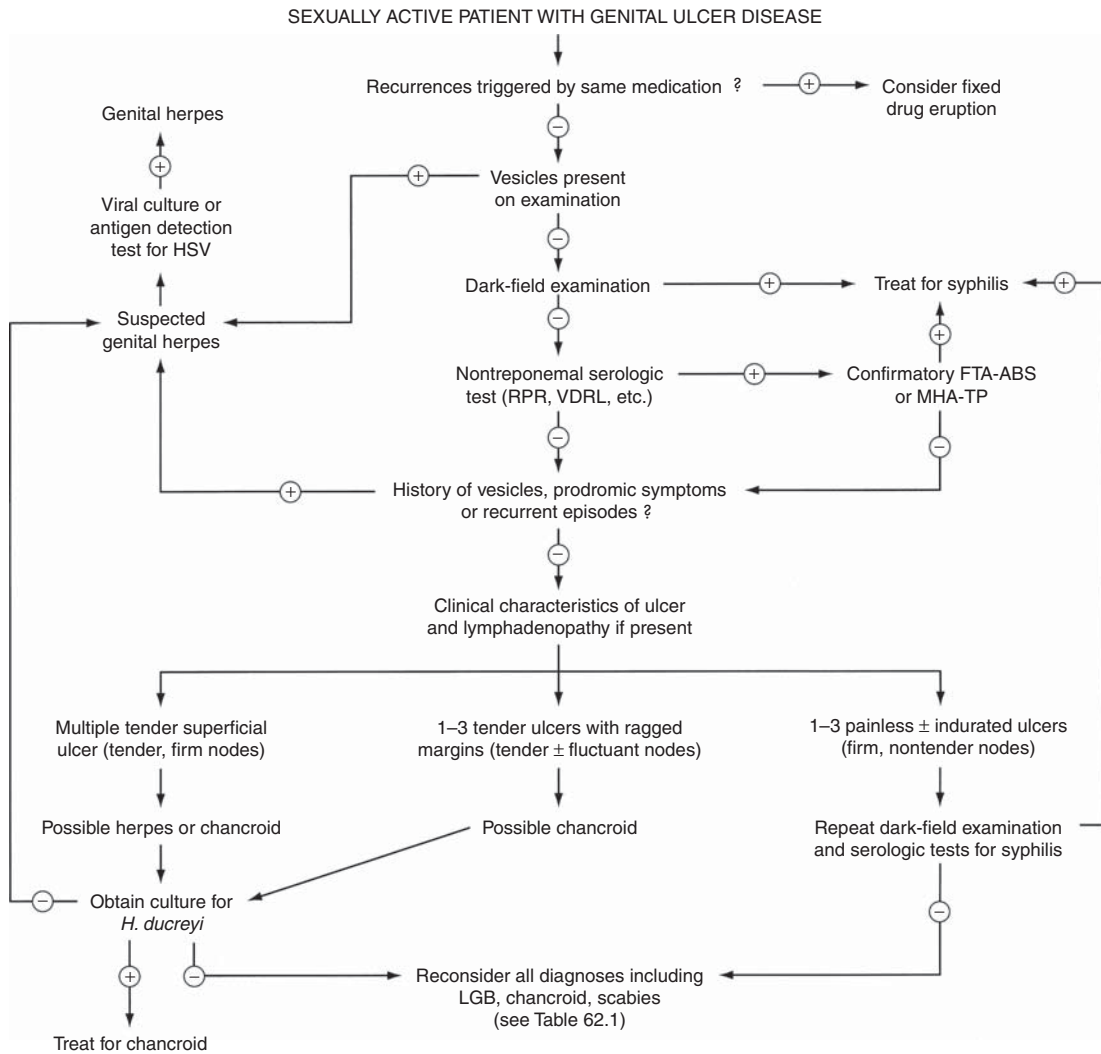 SEXUALLY ACTIVE PATIENT WITH GENITAL ULCER DISEASE
Recurrences triggered by same medication ?
+
Consider fixed
drug eruption
−
Genital herpes
+
Viral culture or
antigen detection
test for HSV
Suspected
genital herpes
+
Vesicles present
on examination
−
Dark-field examination
+
Treat for syphilis
+
−
+
Nontreponemal serologic
test (RPR, VDRL, etc.)
+
Confirmatory FTA-ABS
or MHA-TP
−
−
History of vesicles, prodromic symptoms
or recurrent episodes ?
+
−
Clinical characteristics of ulcer
and lymphadenopathy if present
Multiple tender superficial
ulcer (tender, firm nodes)
1–3 tender ulcers with ragged
margins (tender ± fluctuant nodes)
1–3 painless ± indurated ulcers
(firm, nontender nodes)
Possible herpes or chancroid
Possible chancroid
Repeat dark-field examination
and serologic tests for syphilis
−
Obtain culture for
H. ducreyi
−
+
−
Reconsider all diagnoses including
LGB, chancroid, scabies
(see Table 62.1)
Treat for chancroid